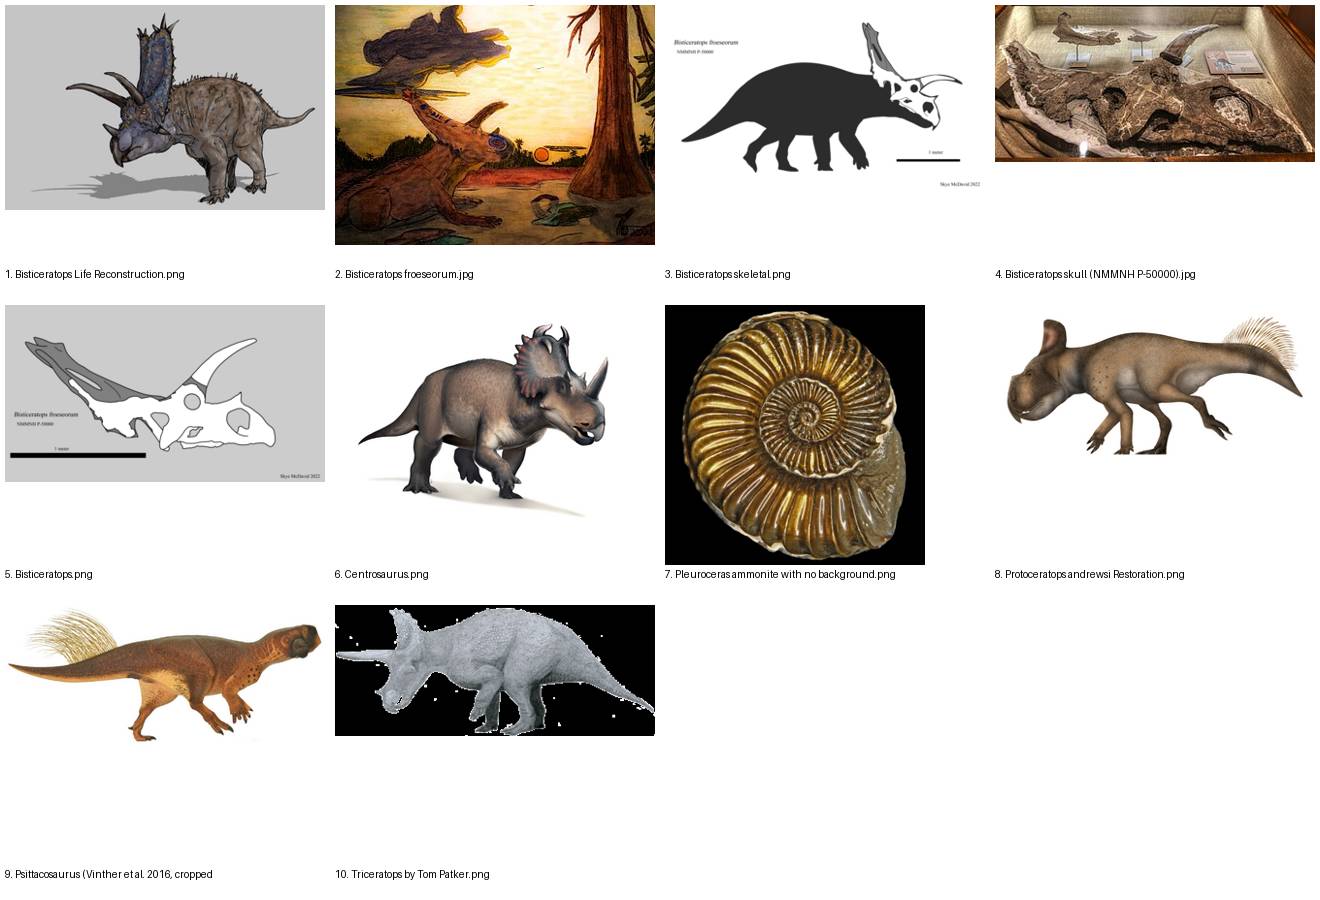 Bisticeratops froeseorum
NMMNH P-50000
1 meter
Skye McDavid 2022
1. Bisticeratops Life Reconstruction.png
2. Bisticeratops froeseorum.jpg
3. Bisticeratops skeletal.png
4. Bisticeratops skull (NMMNH P-50000).jpg
Bisticeratops froeseorum
NMMNH P-50000
1 meter
Skye McDavid 2022
5. Bisticeratops.png
6. Centrosaurus.png
7. Pleuroceras ammonite with no background.png
8. Protoceratops andrewsi Restoration.png
9. Psittacosaurus (Vinther et al. 2016, cropped
10. Triceratops by Tom Patker.png